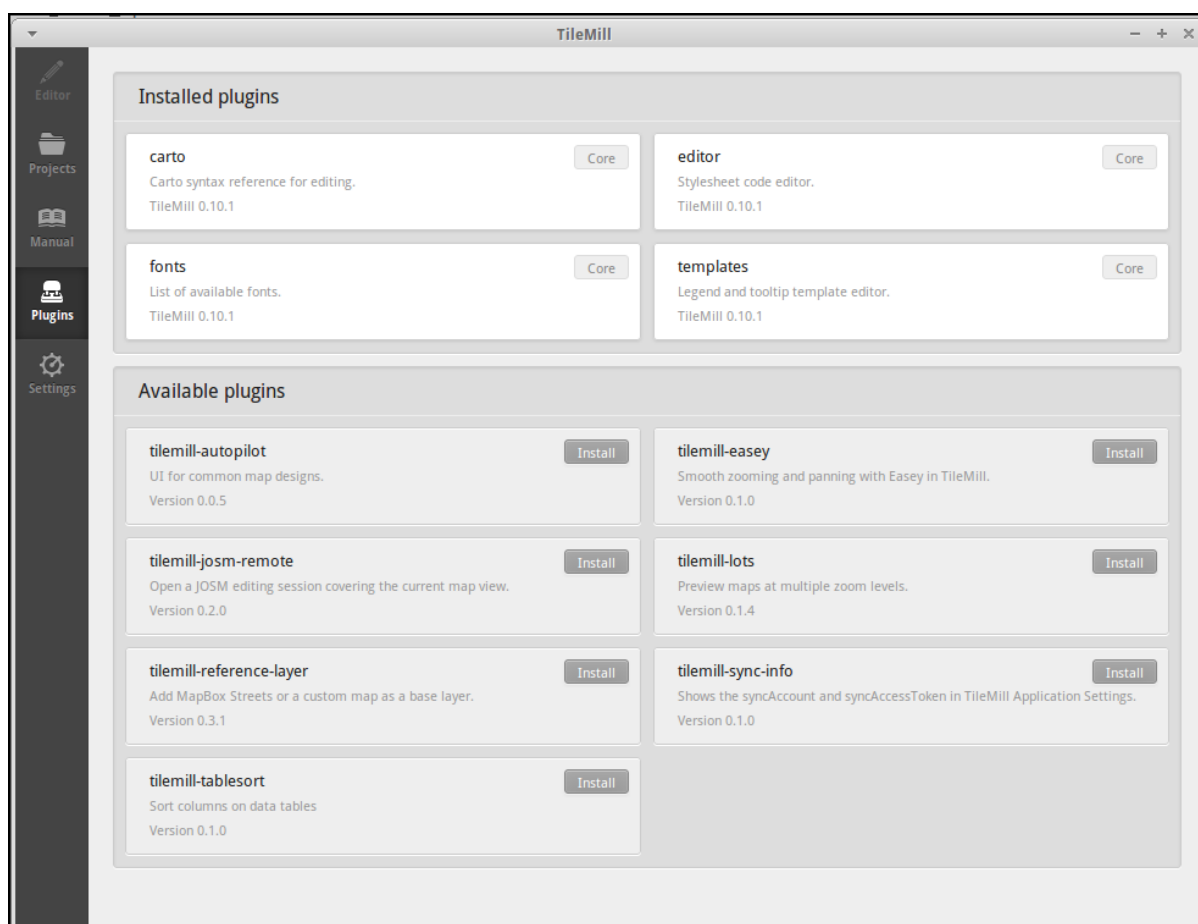 TileMill
Editor
Projects
Manual
Plugins
Settings
Installed plugins
carto
Core
Carto syntax reference for editing.
TileMill 0.10.1
editor
Core
Stylesheet code editor.
TileMill 0.10.1
fonts
Core
List of available fonts.
TileMill 0.10.1
templates
Core
Legend and tooltip template editor.
TileMill 0.10.1
Available plugins
tilemill-autopilot
Install
UI for common map designs.
Version 0.0.5
tilemill-easey
Install
Smooth zooming and panning with Easey in TileMill.
Version 0.1.0
tilemill-josm-remote
Install
Open a JOSM editing session covering the current map view.
Version 0.2.0
tilemill-lots
Install
Preview maps at multiple zoom levels.
Version 0.1.4
tilemill-reference-layer
Install
Add MapBox Streets or a custom map as a base layer.
Version 0.3.1
tilemill-sync-info
Install
Shows the syncAccount and syncAccessToken in TileMill Application Settings.
Version 0.1.0
tilemill-tablesort
Install
Sort columns on data tables
Version 0.1.0